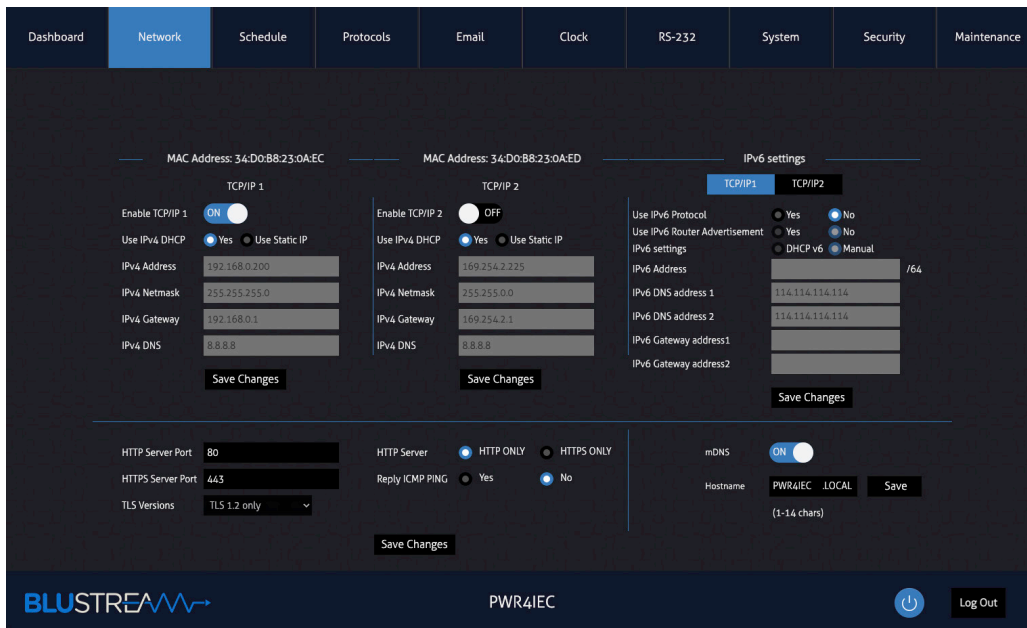 Dashboard Network Schedule Protocols Email Clock RS-232 System Security Maintenance
MAC Address: 34:D0:B8:23:0A:EC
TCP/IP 1
Enable TCP/IP 1 ON
Use IPv4 DHCP Yes Use Static IP
IPv4 Address 192.168.0.200
IPv4 Netmask 255.255.255.0
IPv4 Gateway 192.168.0.1
IPv4 DNS 8.8.8.8
Save Changes
MAC Address: 34:D0:B8:23:0A:ED
TCP/IP 2
Enable TCP/IP 2 OFF
Use IPv4 DHCP Yes Use Static IP
IPv4 Address 169.254.2.225
IPv4 Netmask 255.255.0.0
IPv4 Gateway 169.254.2.1
IPv4 DNS 8.8.8.8
Save Changes
IPv6 settings
TCP/IP1 TCP/IP2
Use IPv6 Protocol Yes No
Use IPv6 Router Advertisement Yes No
IPv6 settings DHCP v6 Manual
IPv6 Address /64
IPv6 DNS address 1 114.114.114.114
IPv6 DNS address 2 114.114.114.114
IPv6 Gateway address1
IPv6 Gateway address2
Save Changes
HTTP Server Port 80
HTTPS Server Port 443
TLS Versions TLS 1.2 only
HTTP Server HTTP ONLY HTTPS ONLY
Reply ICMP PING Yes No
Save Changes
mDNS ON
Hostname PWR4IEC .LOCAL Save
(1-14 chars)
BLUSTREAM PWR4IEC Log Out